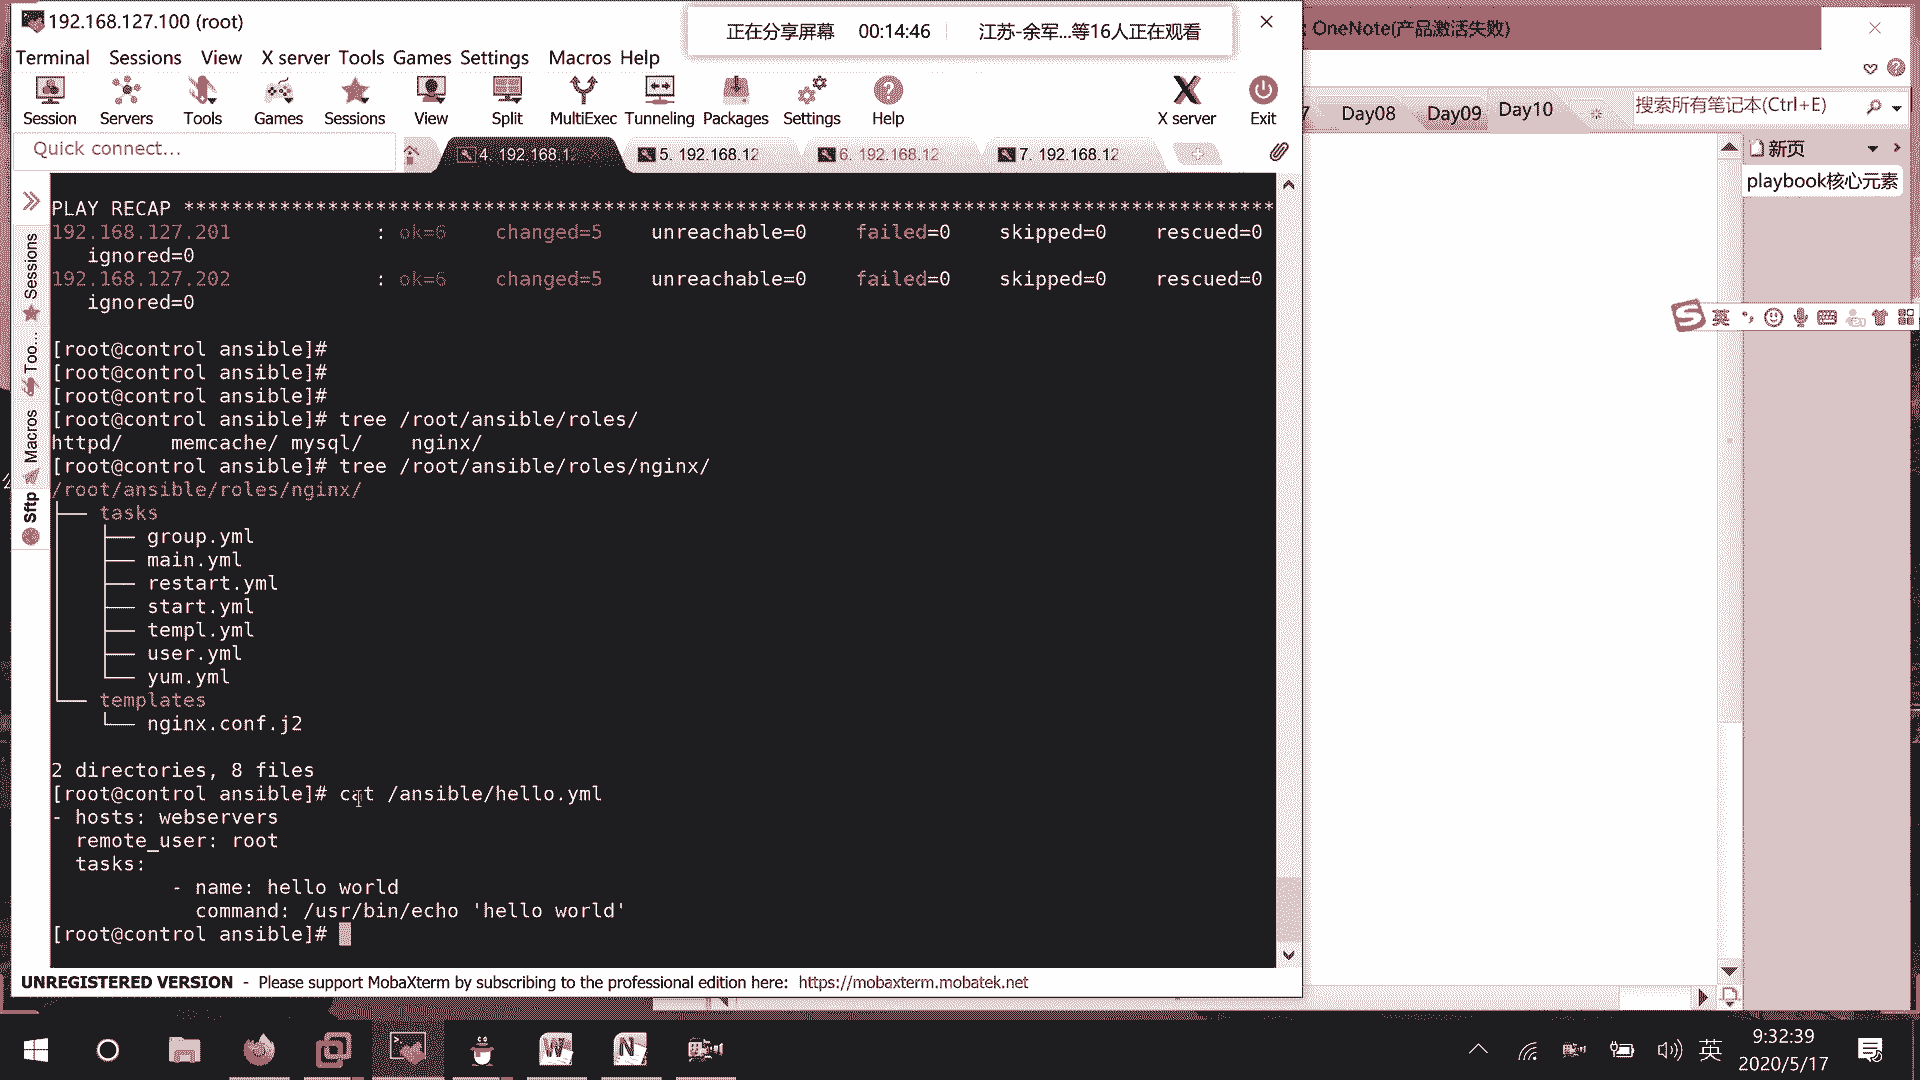 192.168.127.100 (root)
正在分享屏幕 00:14:46 江苏-余军...等16人正在观看
OneNote(产品激活失败)
Terminal Sessions View X server Tools Games Settings Macros Help
Session Servers Tools Games Sessions View Split MultiExec Tunneling Packages Settings Help X server Exit
Day08 Day09 Day10 搜索所有笔记本(Ctrl+E)
Quick connect...
4. 192.168.12 5. 192.168.12 6. 192.168.12 7. 192.168.12
新页
playbook核心元素
Sessions
Too...
Macros
Sftp
PLAY RECAP *******************************************************************************************
192.168.127.201 : ok=6 changed=5 unreachable=0 failed=0 skipped=0 rescued=0
ignored=0
192.168.127.202 : ok=6 changed=5 unreachable=0 failed=0 skipped=0 rescued=0
ignored=0
[root@control ansible]#
[root@control ansible]#
[root@control ansible]#
[root@control ansible]# tree /root/ansible/roles/
httpd/ memcache/ mysql/ nginx/
[root@control ansible]# tree /root/ansible/roles/nginx/
/root/ansible/roles/nginx/
├── tasks
│   ├── group.yml
│   ├── main.yml
│   ├── restart.yml
│   ├── start.yml
│   ├── templ.yml
│   ├── user.yml
│   └── yum.yml
└── templates
    └── nginx.conf.j2
2 directories, 8 files
[root@control ansible]# cat /ansible/hello.yml
- hosts: webservers
remote_user: root
tasks:
- name: hello world
command: /usr/bin/echo 'hello world'
[root@control ansible]#
UNREGISTERED VERSION - Please support MobaXterm by subscribing to the professional edition here: https://mobaxterm.mobatek.net
英
英
9:32:39
2020/5/17